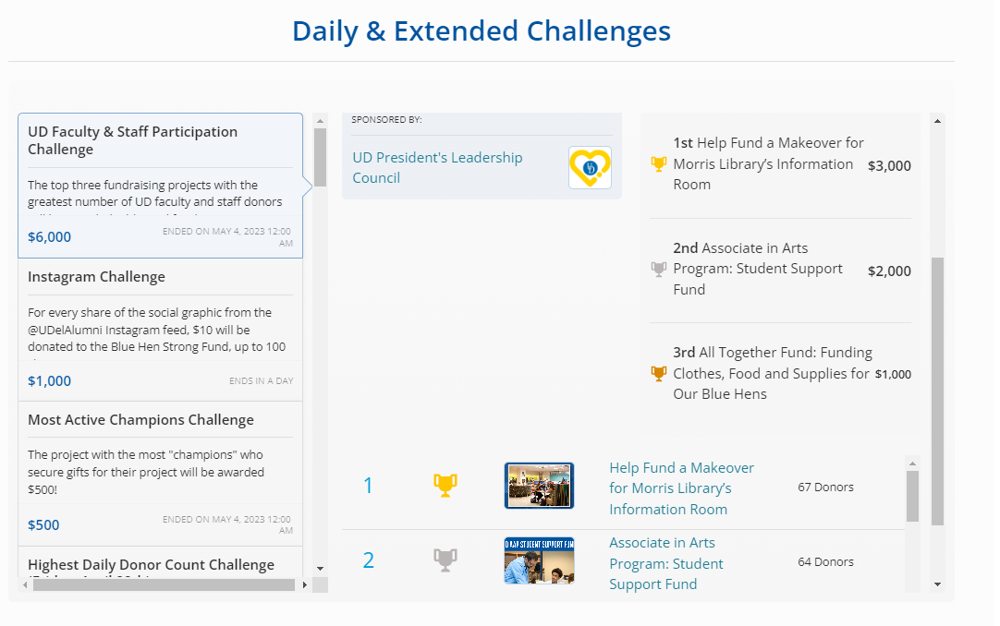 Daily & Extended Challenges
UD Faculty & Staff Participation
Challenge
The top three fundraising projects with the
greatest number of UD faculty and staff donors
$6,000
ENDED ON MAY 4, 2023 12:00
AM
Instagram Challenge
For every share of the social graphic from the
@UDelAlumni Instagram feed, $10 will be
donated to the Blue Hen Strong Fund, up to 100
$1,000
ENDS IN A DAY
Most Active Champions Challenge
The project with the most "champions" who
secure gifts for their project will be awarded
$500!
$500
ENDED ON MAY 4, 2023 12:00
AM
Highest Daily Donor Count Challenge
SPONSORED BY:
UD President's Leadership
Council
1st Help Fund a Makeover for
Morris Library’s Information
Room
$3,000
2nd Associate in Arts
Program: Student Support
Fund
$2,000
3rd All Together Fund: Funding
Clothes, Food and Supplies for
Our Blue Hens
$1,000
1
Help Fund a Makeover
for Morris Library’s
Information Room
67 Donors
2
AAP STUDENT SUPPORT FUN
Associate in Arts
Program: Student
Support Fund
64 Donors